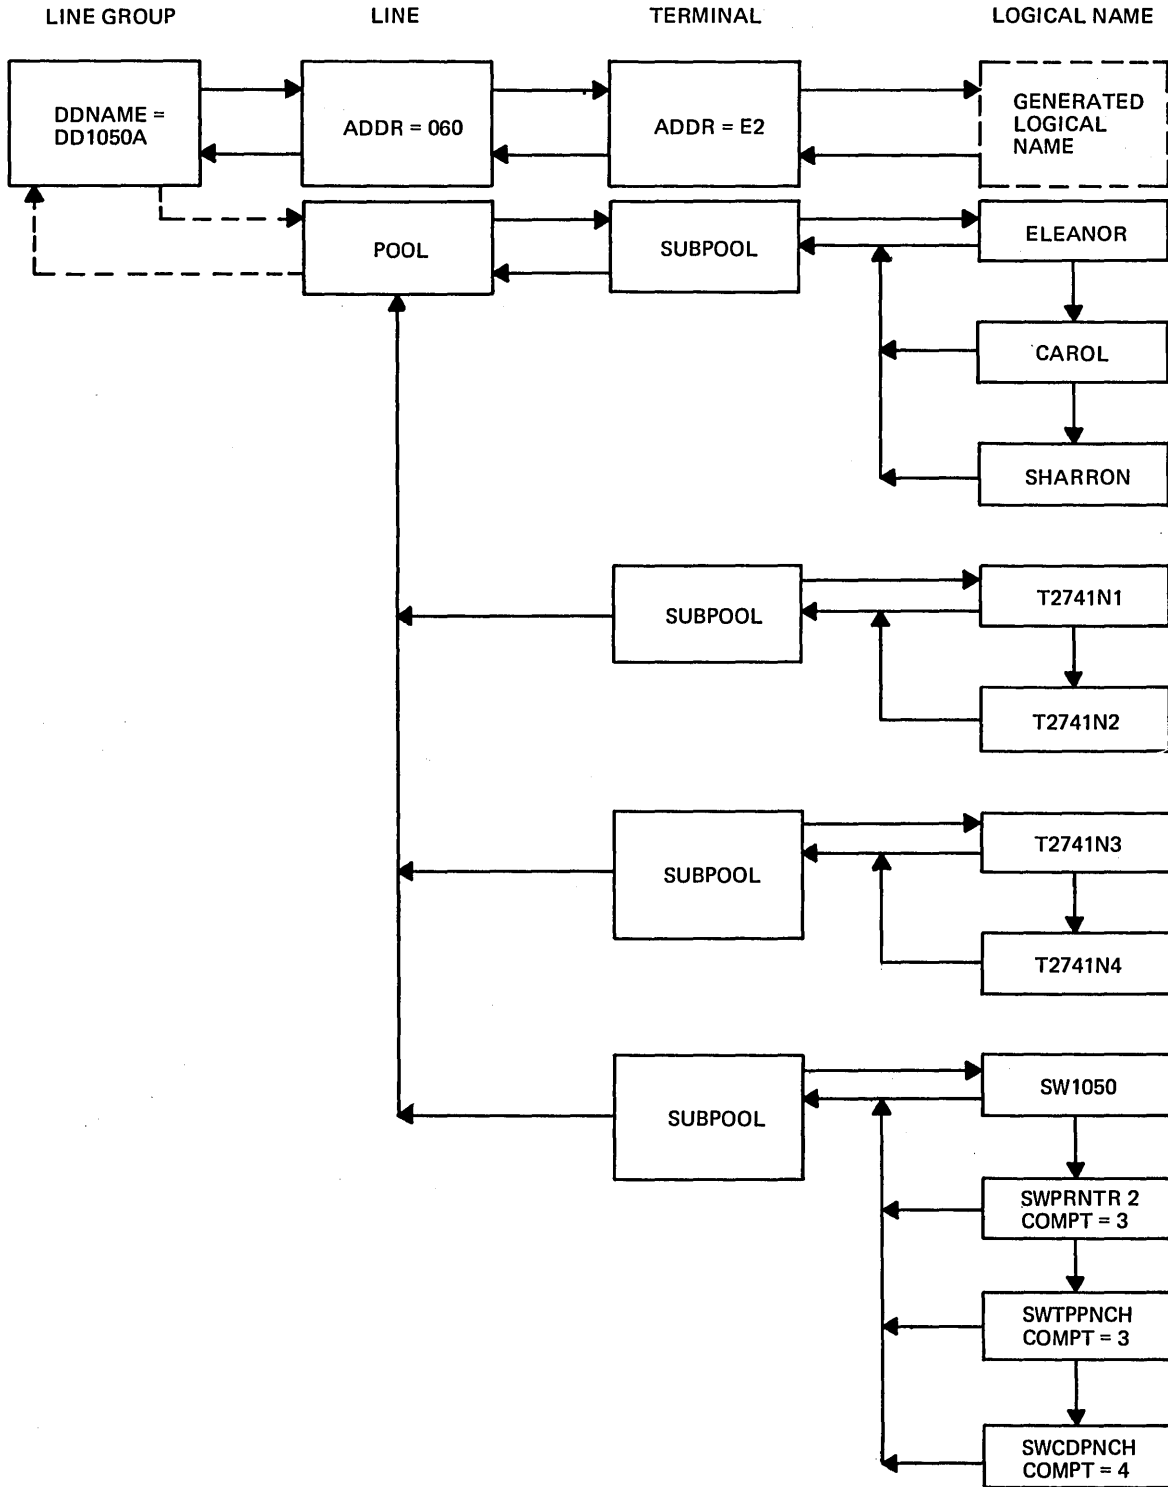 LINE GROUP
LINE
TERMINAL
LOGICAL NAME
DDNAME =
DD1050A
ADDR = 060
ADDR = E2
GENERATED
LOGICAL
NAME
POOL
SUBPOOL
ELEANOR
CAROL
SHARRON
SUBPOOL
T2741N1
T2741N2
SUBPOOL
T2741N3
T2741N4
SUBPOOL
SW1050
SWPRNTR 2
COMPT = 3
SWTPPNCH
COMPT = 3
SWCDPNCH
COMPT = 4